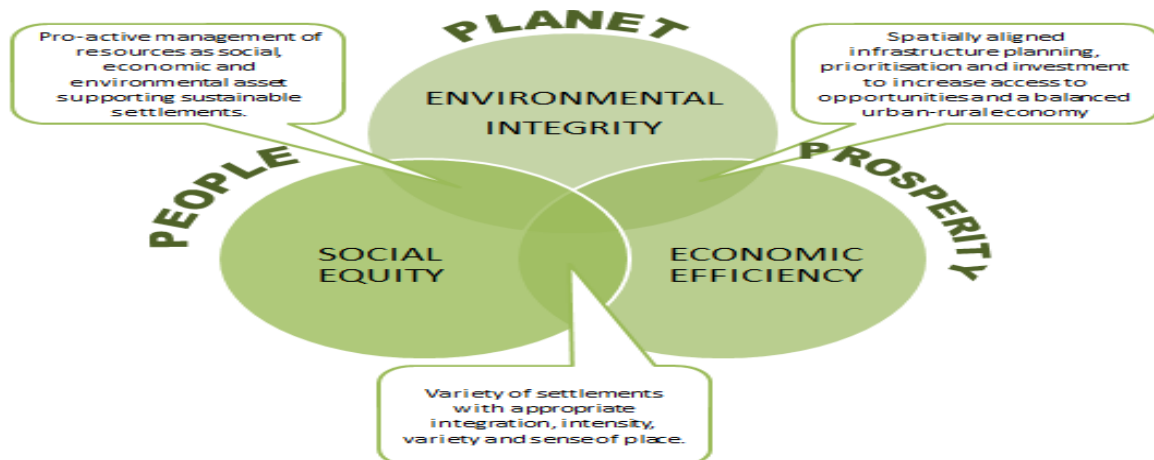 PLANET
Pro-active management of
resources as social,
economic and
environmental asset
supporting sustainable
settlements.
Spatially aligned
infrastructure planning,
prioritisation and investment
to increase access to
opportunities and a balanced
urban-rural economy
ENVIRONMENTAL
INTEGRITY
PEOPLE
PROSPERITY
SOCIAL
EQUITY
ECONOMIC
EFFICIENCY
Variety of settlements
with appropriate
integration, intensity,
variety and sense of place.